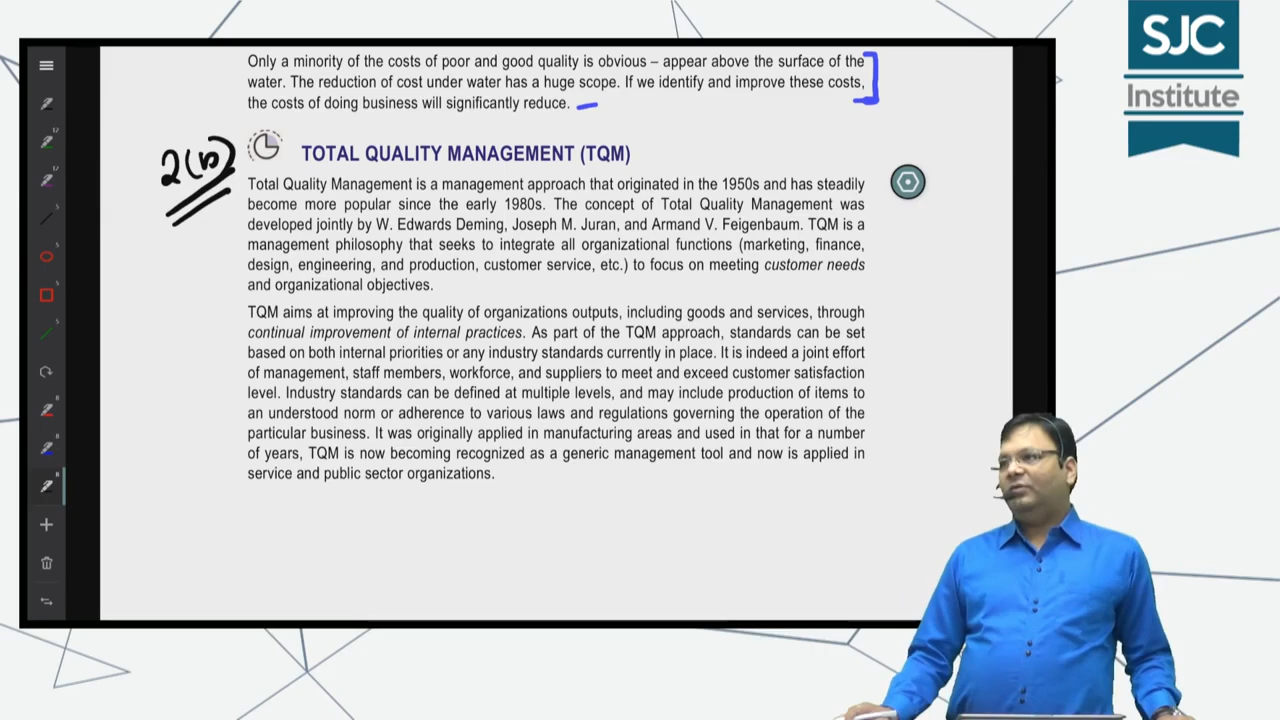 SJC
Institute
Only a minority of the costs of poor and good quality is obvious – appear above the surface of the
water. The reduction of cost under water has a huge scope. If we identify and improve these costs,
the costs of doing business will significantly reduce.
2(b)
TOTAL QUALITY MANAGEMENT (TQM)
Total Quality Management is a management approach that originated in the 1950s and has steadily
become more popular since the early 1980s. The concept of Total Quality Management was
developed jointly by W. Edwards Deming, Joseph M. Juran, and Armand V. Feigenbaum. TQM is a
management philosophy that seeks to integrate all organizational functions (marketing, finance,
design, engineering, and production, customer service, etc.) to focus on meeting customer needs
and organizational objectives.
TQM aims at improving the quality of organizations outputs, including goods and services, through
continual improvement of internal practices. As part of the TQM approach, standards can be set
based on both internal priorities or any industry standards currently in place. It is indeed a joint effort
of management, staff members, workforce, and suppliers to meet and exceed customer satisfaction
level. Industry standards can be defined at multiple levels, and may include production of items to
an understood norm or adherence to various laws and regulations governing the operation of the
particular business. It was originally applied in manufacturing areas and used in that for a number
of years, TQM is now becoming recognized as a generic management tool and now is applied in
service and public sector organizations.